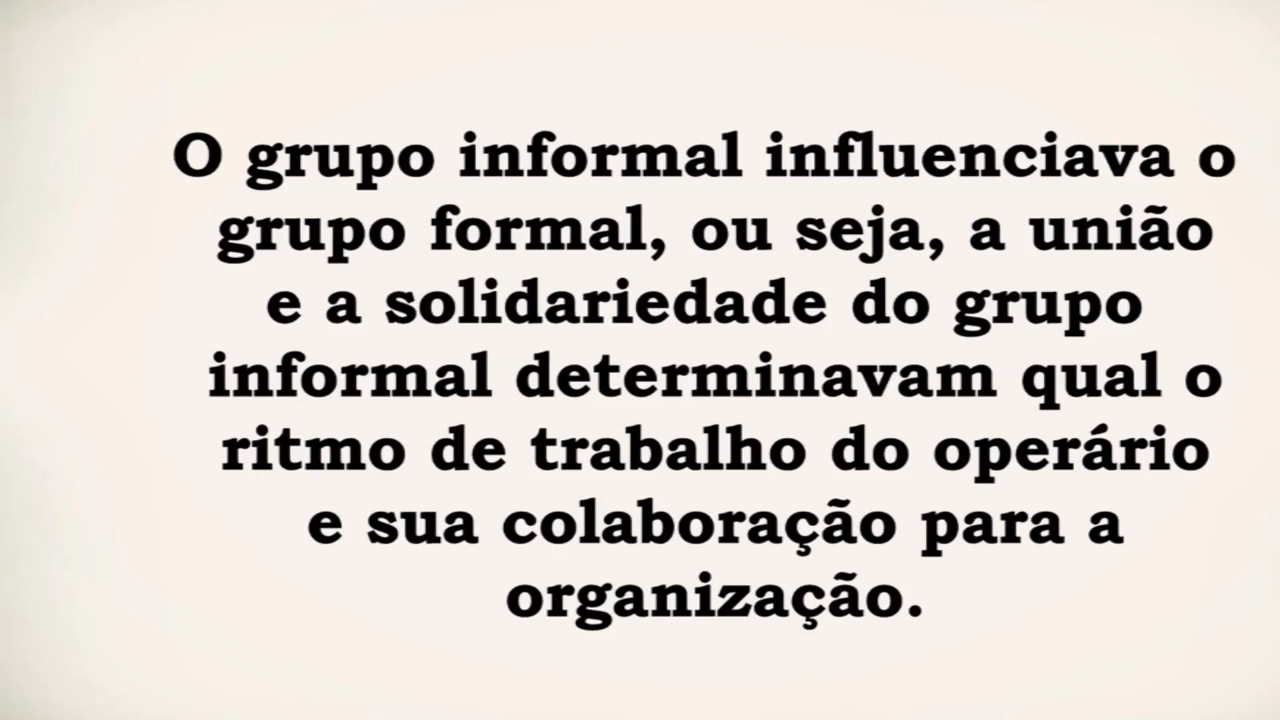 O grupo informal influenciava o
grupo formal, ou seja, a união
e a solidariedade do grupo
informal determinavam qual o
ritmo de trabalho do operário
e sua colaboração para a
organização.